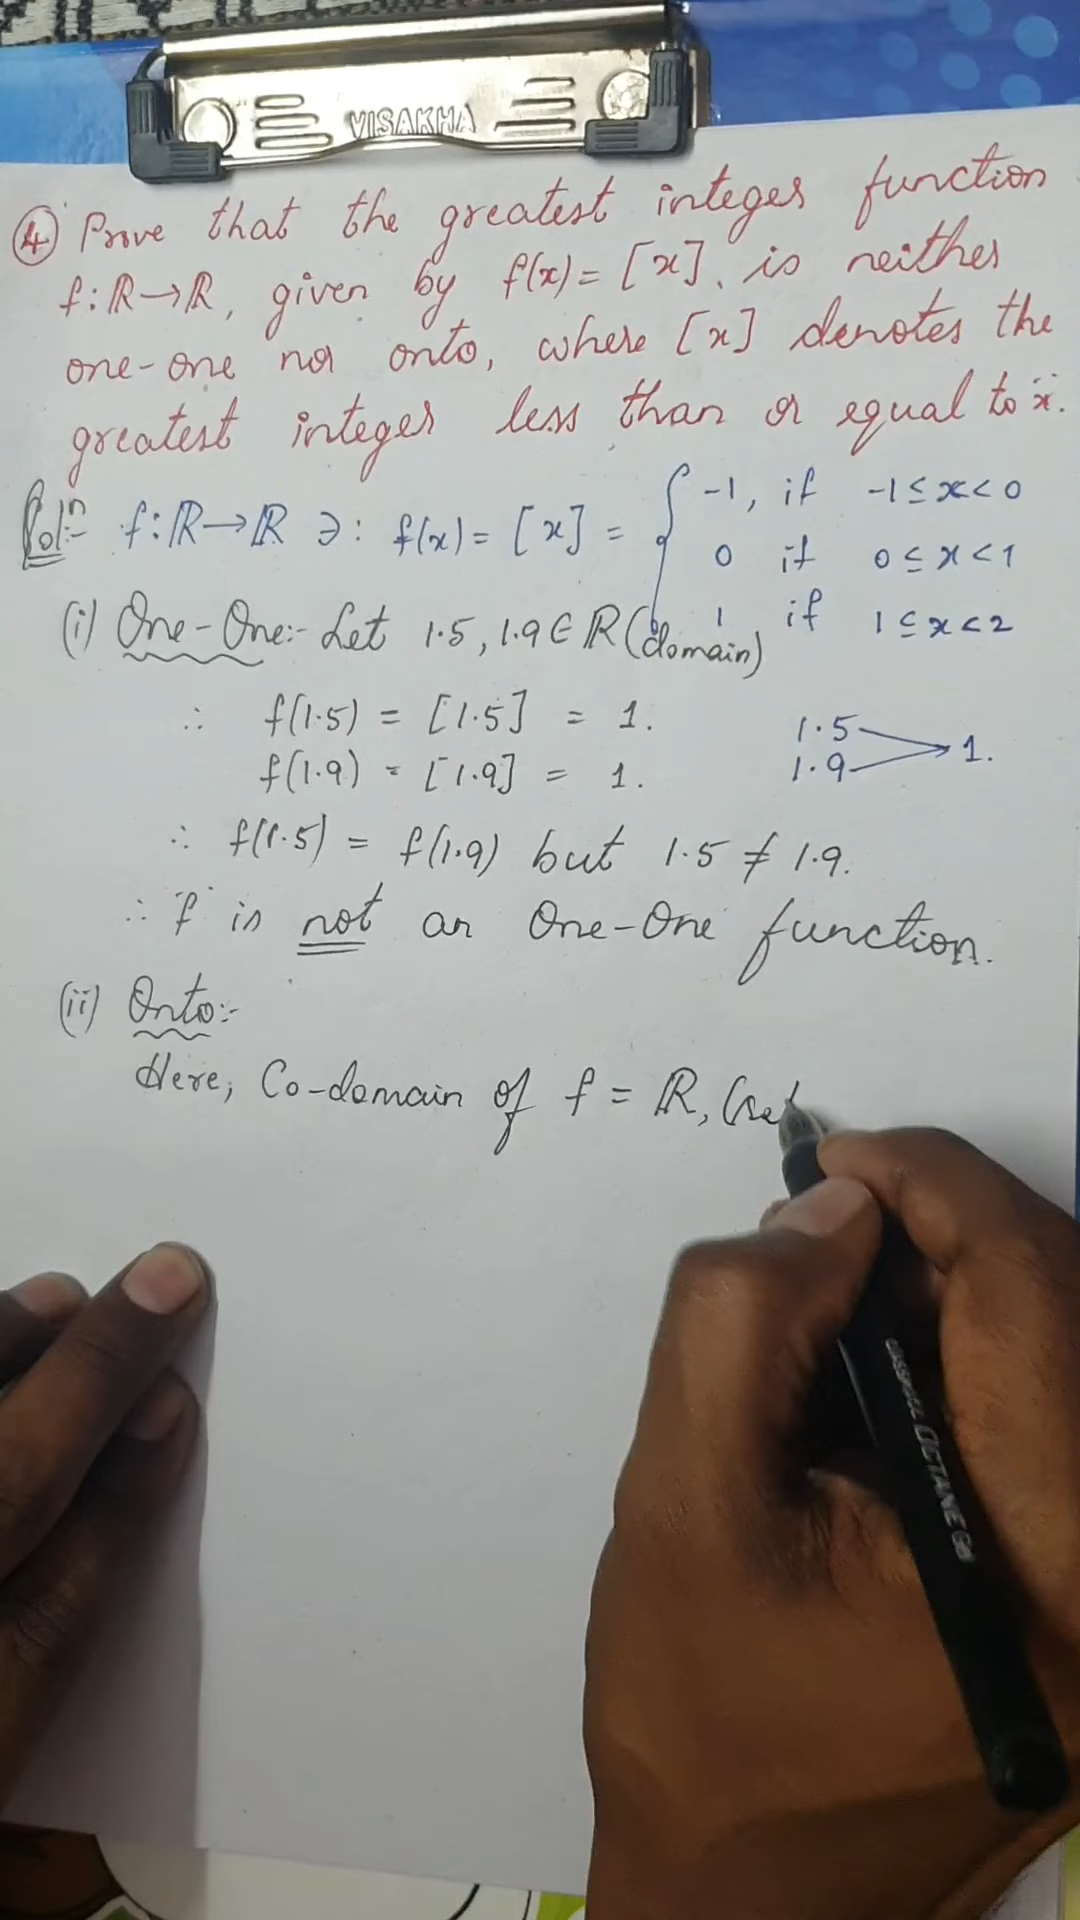 VISAKHA
④ Prove that the greatest integer function
f:ℝ→ℝ, given by f(x)=[x], is neither
one-one nor onto, where [x] denotes the
greatest integer less than or equal to x.
Solⁿ:- f:ℝ→ℝ ∋: f(x)=[x] = { -1, if -1≤x<0
0 if 0≤x<1
1 if 1≤x<2
(i) One-One:- Let 1.5, 1.9∈ℝ(domain)
∴ f(1.5) = [1.5] = 1.
f(1.9) = [1.9] = 1.
1.5
1.9 → 1.
∴ f(1.5) = f(1.9) but 1.5 ≠ 1.9.
∴ 'f' is not an One-One function.
(ii) Onto:-
Here, Co-domain of f = ℝ, (set
OCTANE Gel